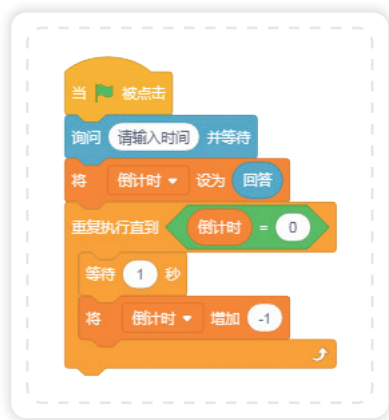 当 被点击
询问 请输入时间 并等待
将 倒计时 设为 回答
重复执行直到 倒计时 = 0
等待 1 秒
将 倒计时 增加 -1